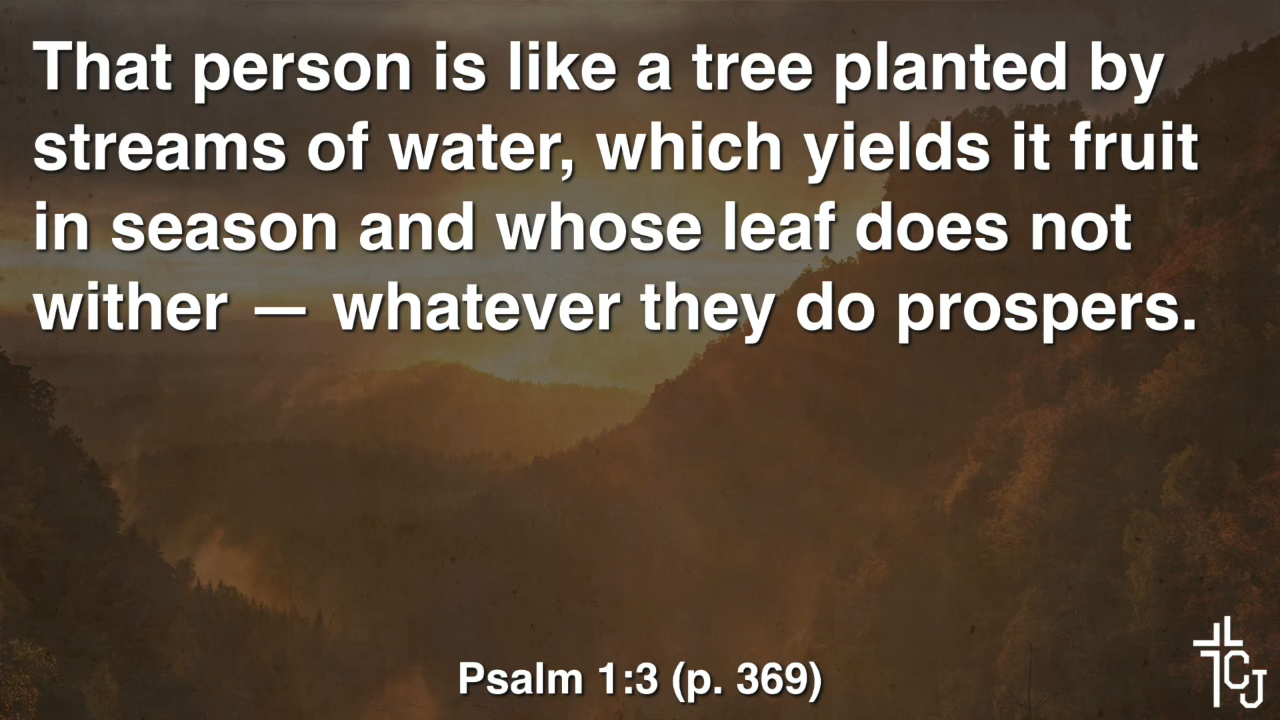 That person is like a tree planted by
streams of water, which yields it fruit
in season and whose leaf does not
wither — whatever they do prospers.
Psalm 1:3 (p. 369)
CJ